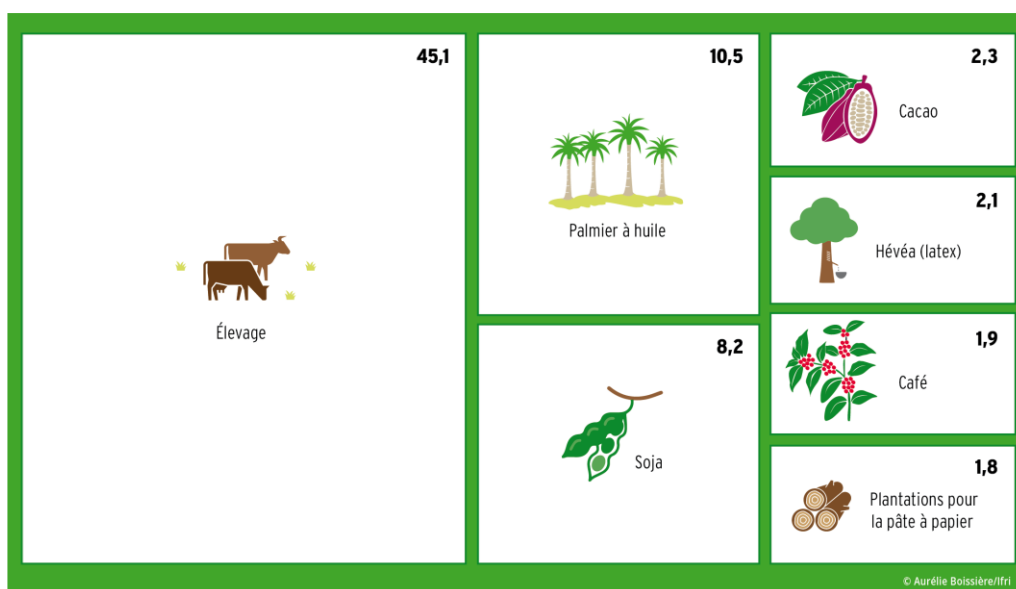 45,1
Élevage
10,5
Palmier à huile
8,2
Soja
2,3
Cacao
2,1
Hévéa (latex)
1,9
Café
1,8
Plantations pour
la pâte à papier
© Aurélie Boissière/Ifri